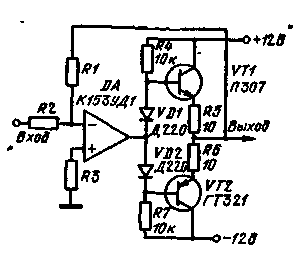 R4
10к
+12В
R1
DA
К153УД1
VT1
П307
R2
VD1
Д220
R5
10
Вход
Выход
R6
10
VD2
Д220
R3
VT2
ГТ321
R7
10к
-12В